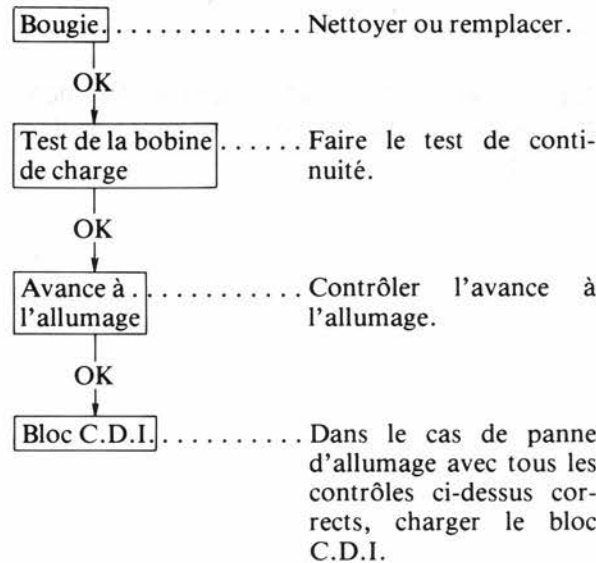 Bougie. . . . . . . . . . . . . Nettoyer ou remplacer.
OK
Test de la bobine . . . . . . Faire le test de conti-
de charge nuité.
OK
Avance à . . . . . . . . . . . . Contrôler l'avance à
l'allumage l'allumage.
OK
Bloc C.D.I. . . . . . . . . . . Dans le cas de panne
d'allumage avec tous les
contrôles ci-dessus cor-
rects, charger le bloc
C.D.I.